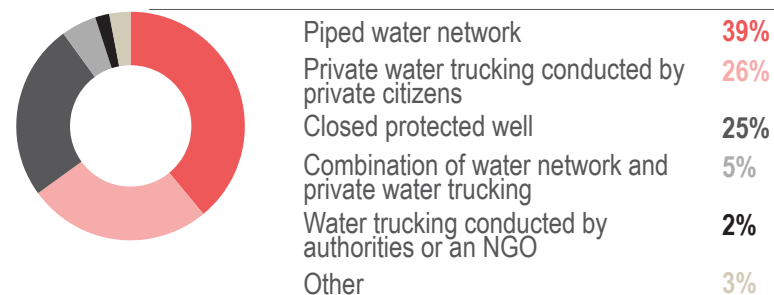 Piped water network 39%
Private water trucking conducted by 26%
private citizens
Closed protected well 25%
Combination of water network and 5%
private water trucking
Water trucking conducted by 2%
authorities or an NGO
Other 3%